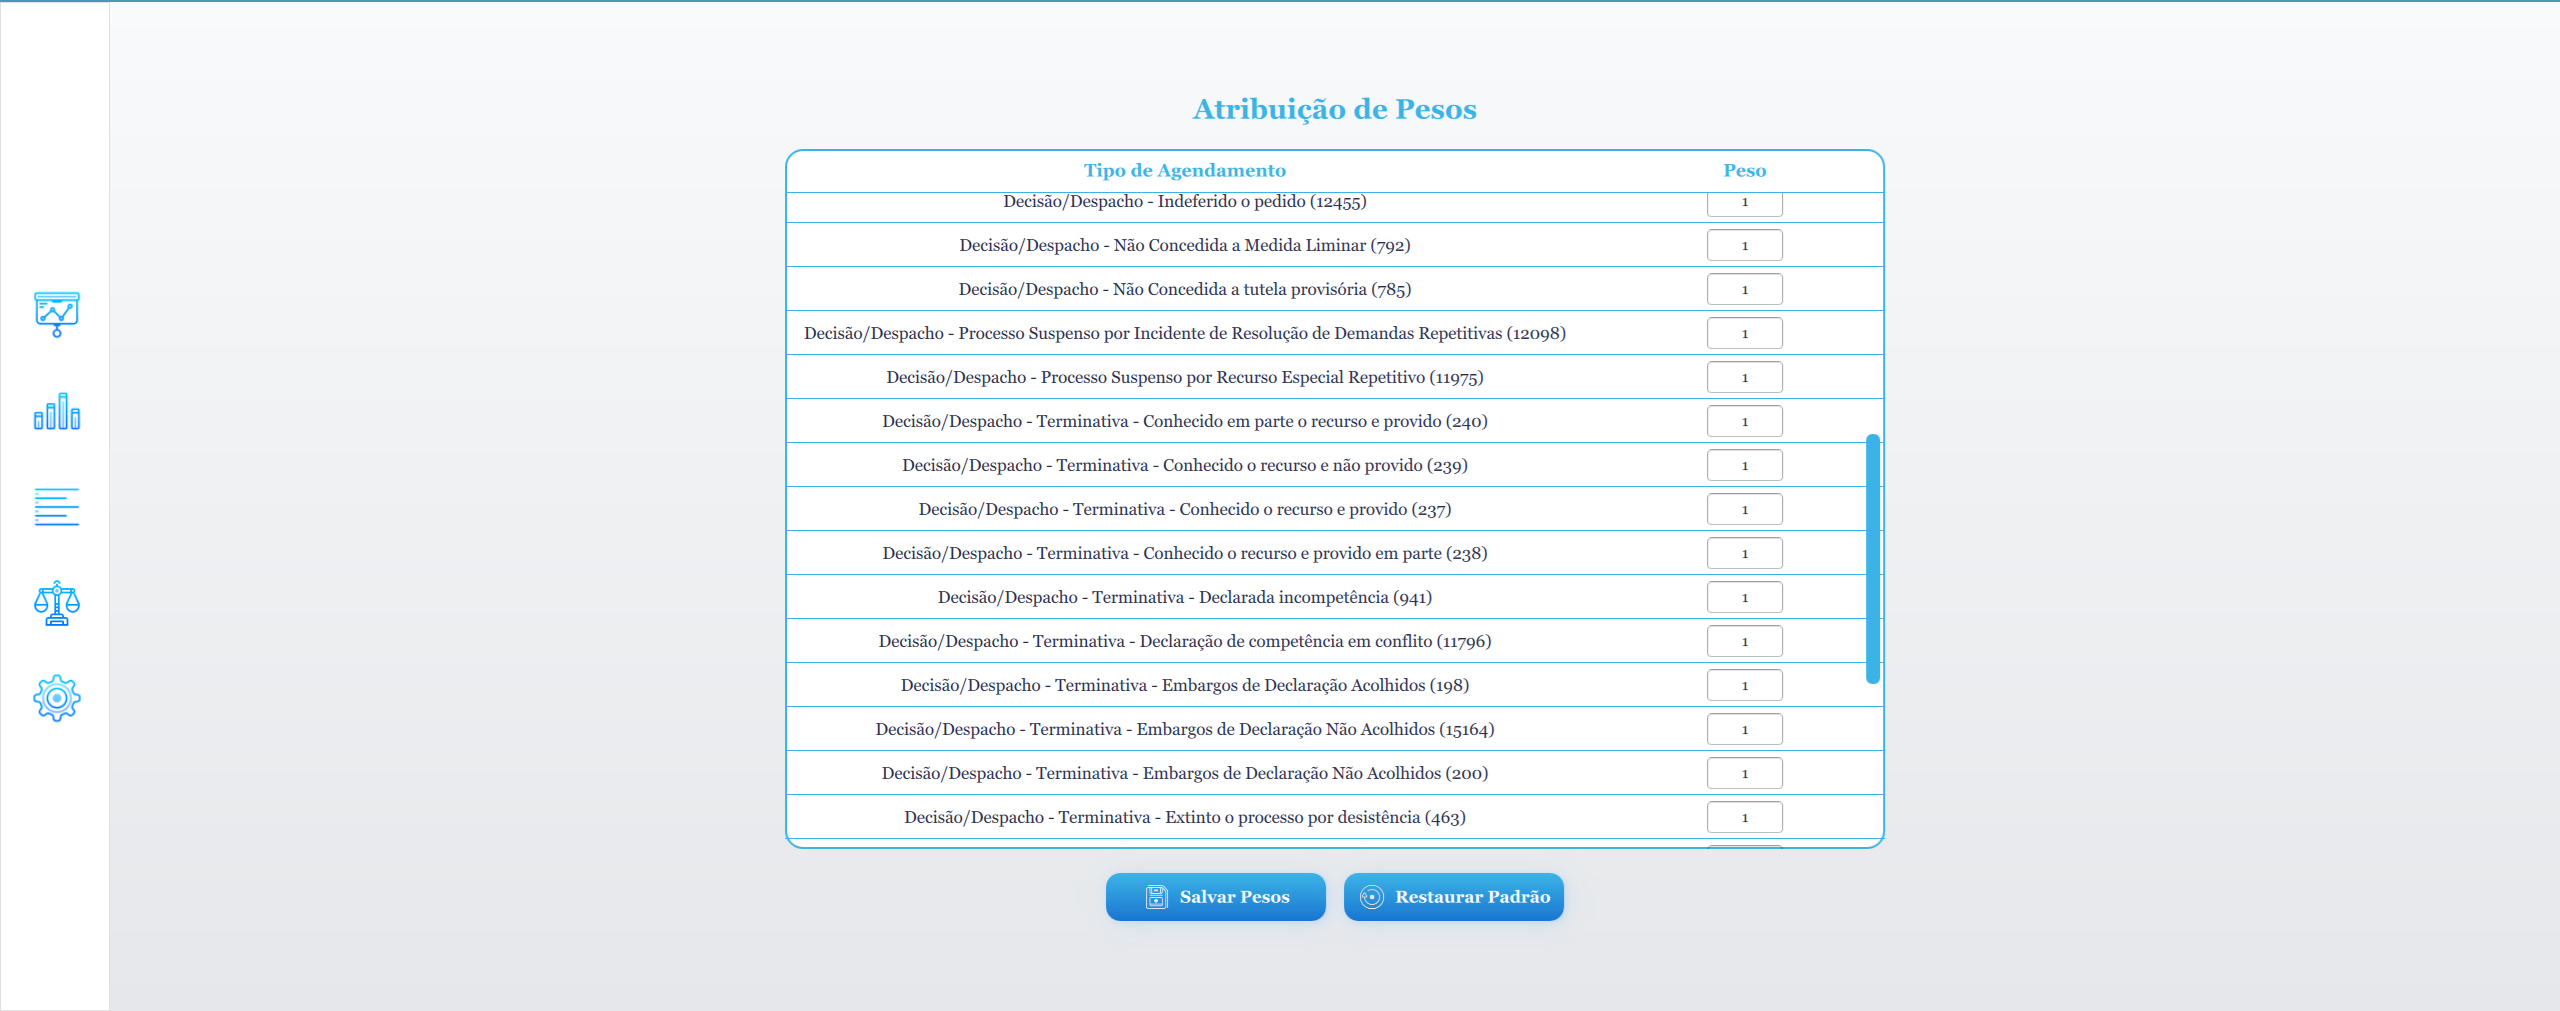 Atribuição de Pesos
Tipo de Agendamento Peso
Decisão/Despacho - Indeferido o pedido (12455) 1
Decisão/Despacho - Não Concedida a Medida Liminar (792) 1
Decisão/Despacho - Não Concedida a tutela provisória (785) 1
Decisão/Despacho - Processo Suspenso por Incidente de Resolução de Demandas Repetitivas (12098) 1
Decisão/Despacho - Processo Suspenso por Recurso Especial Repetitivo (11975) 1
Decisão/Despacho - Terminativa - Conhecido em parte o recurso e provido (240) 1
Decisão/Despacho - Terminativa - Conhecido o recurso e não provido (239) 1
Decisão/Despacho - Terminativa - Conhecido o recurso e provido (237) 1
Decisão/Despacho - Terminativa - Conhecido o recurso e provido em parte (238) 1
Decisão/Despacho - Terminativa - Declarada incompetência (941) 1
Decisão/Despacho - Terminativa - Declaração de competência em conflito (11796) 1
Decisão/Despacho - Terminativa - Embargos de Declaração Acolhidos (198) 1
Decisão/Despacho - Terminativa - Embargos de Declaração Não Acolhidos (15164) 1
Decisão/Despacho - Terminativa - Embargos de Declaração Não Acolhidos (200) 1
Decisão/Despacho - Terminativa - Extinto o processo por desistência (463) 1
Salvar Pesos Restaurar Padrão